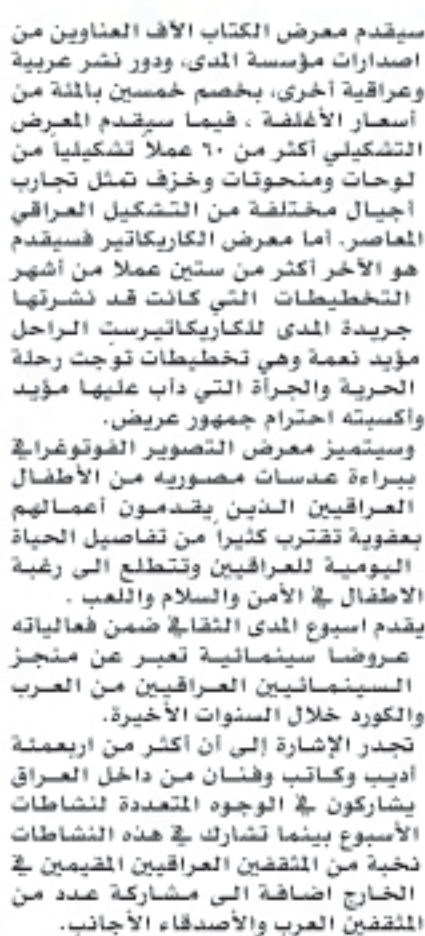 سيقدم معرض الكتاب الآف العناوين من
اصدارات مؤسسة المدى، ودور نشر عربية
وعراقية أخرى، بخصم خمسين بالمئة من
أسعار الأغلفة . فيما سيقدم المعرض
التشكيلي أكثر من ٦٠ عملاً تشكيلياً من
لوحات ومنحوتات وخزف تمثل تجارب
أجيال مختلفة من التشكيل العراقي
المعاصر. أما معرض الكاريكاتير فسيقدم
هو الآخر أكثر من ستين عملا من أشهر
التخطيطات التي كانت قد نشرتها
جريدة المدى للكاريكاتيرست الراحل
مؤيد نعمة وهي تخطيطات توجت رحلة
الحرية والجرأة التي دأب عليها مؤيد
وأكسبته احترام جمهور عريض.
وسيتميز معرض التصوير الفوتوغرافي
ببراءة عدسات مصوريه من الأطفال
العراقيين الذين يقدمون أعمالهم
بعفوية تقترب كثيراً من تفاصيل الحياة
اليومية للعراقيين وتتطلع الى رغبة
الاطفال في الأمن والسلام واللعب .
يقدم اسبوع المدى الثقافي ضمن فعالياته
عروضا سينمائية تعبر عن منجز
السينمائيين العراقيين من العرب
والكورد خلال السنوات الأخيرة.
تجدر الإشارة إلى أن أكثر من اربعمئة
أديب وكاتب وفنان من داخل العراق
يشاركون في الوجوه المتعددة لنشاطات
الأسبوع بينما تشارك في هذه النشاطات
نخبة من المثقفين العراقيين المقيمين في
الخارج اضافة الى مشاركة عدد من
المثقفين العرب والأصدقاء الأجانب.